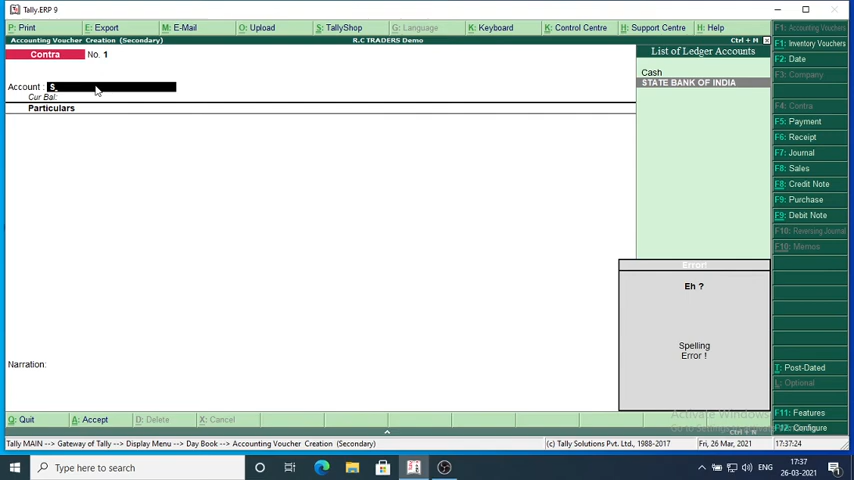 Tally.ERP 9
P: Print
E: Export
M: E-Mail
O: Upload
S: TallyShop
G: Language
K: Keyboard
K: Control Centre
H: Support Centre
H: Help
Accounting Voucher Creation (Secondary)
R.C TRADERS Demo
Ctrl + M
Contra
No. 1
Account : S
Cur Bal:
Particulars
List of Ledger Accounts
Cash
STATE BANK OF INDIA
Error!
Eh ?
Spelling
Error !
Narration:
F1: Accounting Vouchers
F1: Inventory Vouchers
F2: Date
F3: Company
F4: Contra
F5: Payment
F6: Receipt
F7: Journal
F8: Sales
F8: Credit Note
F9: Purchase
F9: Debit Note
F10: Reversing Journal
F10: Memos
T: Post-Dated
L: Optional
F11: Features
F12: Configure
Activate Windows
Q: Quit
A: Accept
D: Delete
X: Cancel
Ctrl + N
Tally MAIN --> Gateway of Tally --> Display Menu --> Day Book --> Accounting Voucher Creation (Secondary)
(c) Tally Solutions Pvt. Ltd., 1988-2017
Fri, 26 Mar, 2021
17:37:24
Type here to search
ENG
17:37
26-03-2021